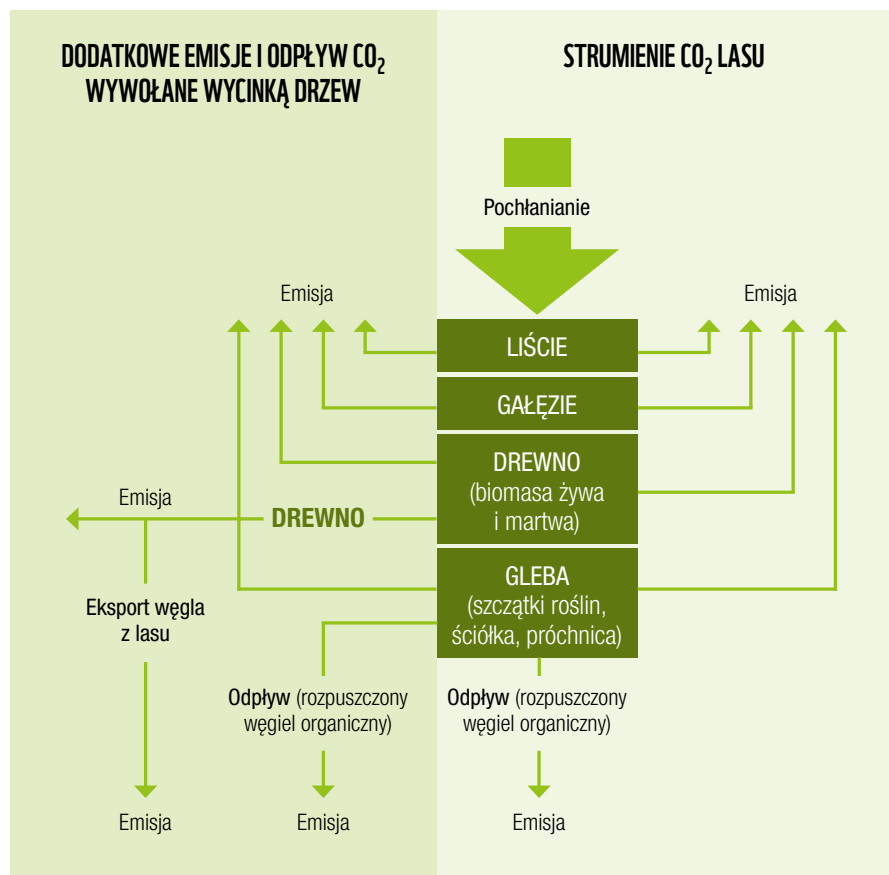 DODATKOWE EMISJE I ODPŁYW CO₂
WYWOŁANE WYCINKĄ DRZEW
STRUMIENIE CO₂ LASU
Pochłanianie
Emisja
Emisja
LIŚCIE
GAŁĘZIE
DREWNO
(biomasa żywa
i martwa)
Emisja
DREWNO
GLEBA
(szczątki roślin,
ściółka, próchnica)
Eksport węgla
z lasu
Odpływ (rozpuszczony
węgiel organiczny)
Odpływ (rozpuszczony
węgiel organiczny)
Emisja
Emisja
Emisja